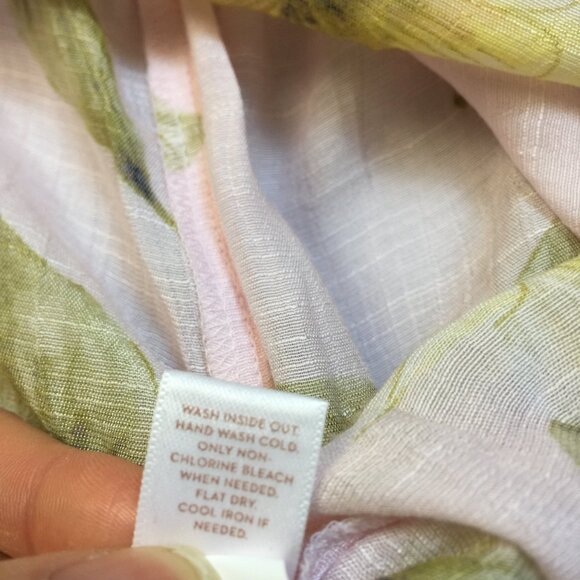 WASH INSIDE OUT.
HAND WASH COLD.
ONLY NON-
CHLORINE BLEACH
WHEN NEEDED.
FLAT DRY.
COOL IRON IF
NEEDED.